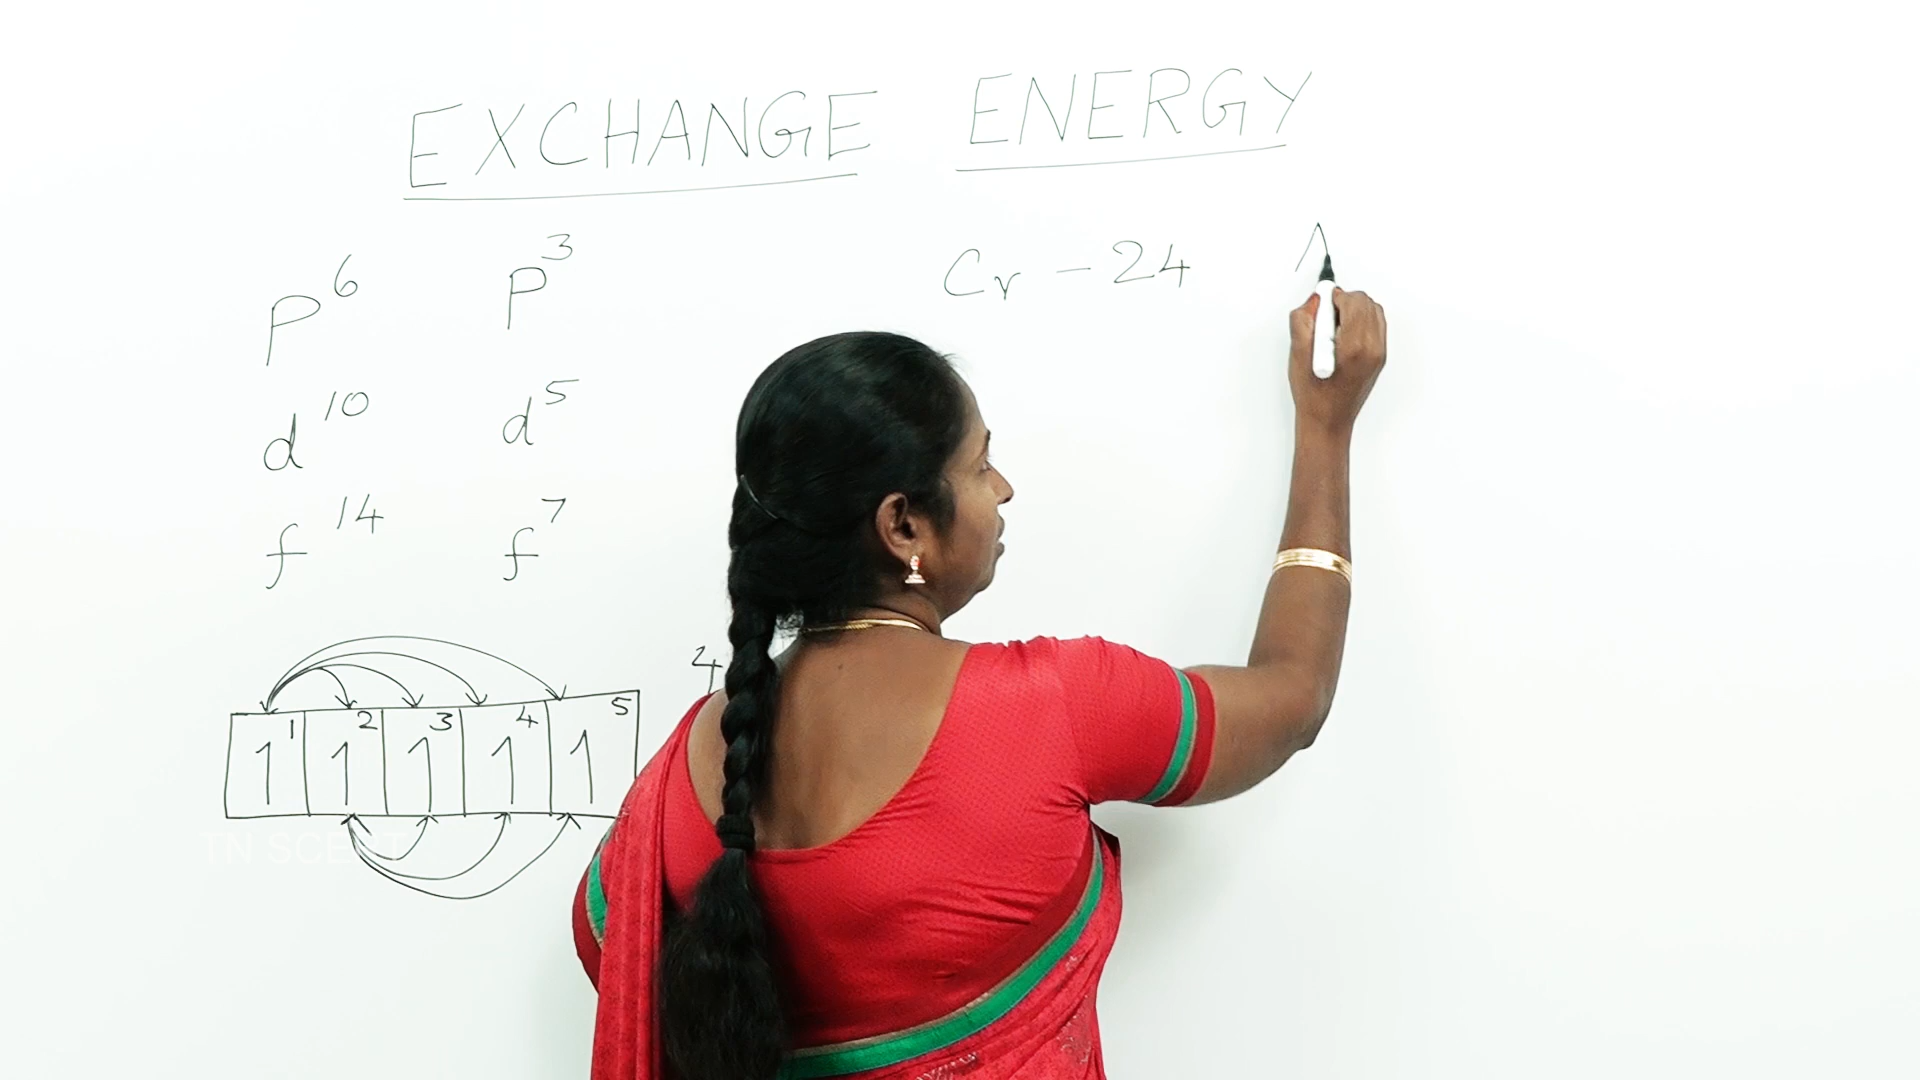 EXCHANGE ENERGY
p⁶ p³
Cr - 24
d¹⁰ d⁵
f¹⁴ f⁷
4
1 2 3 4 5
1 1 1 1 1
TN SCERT